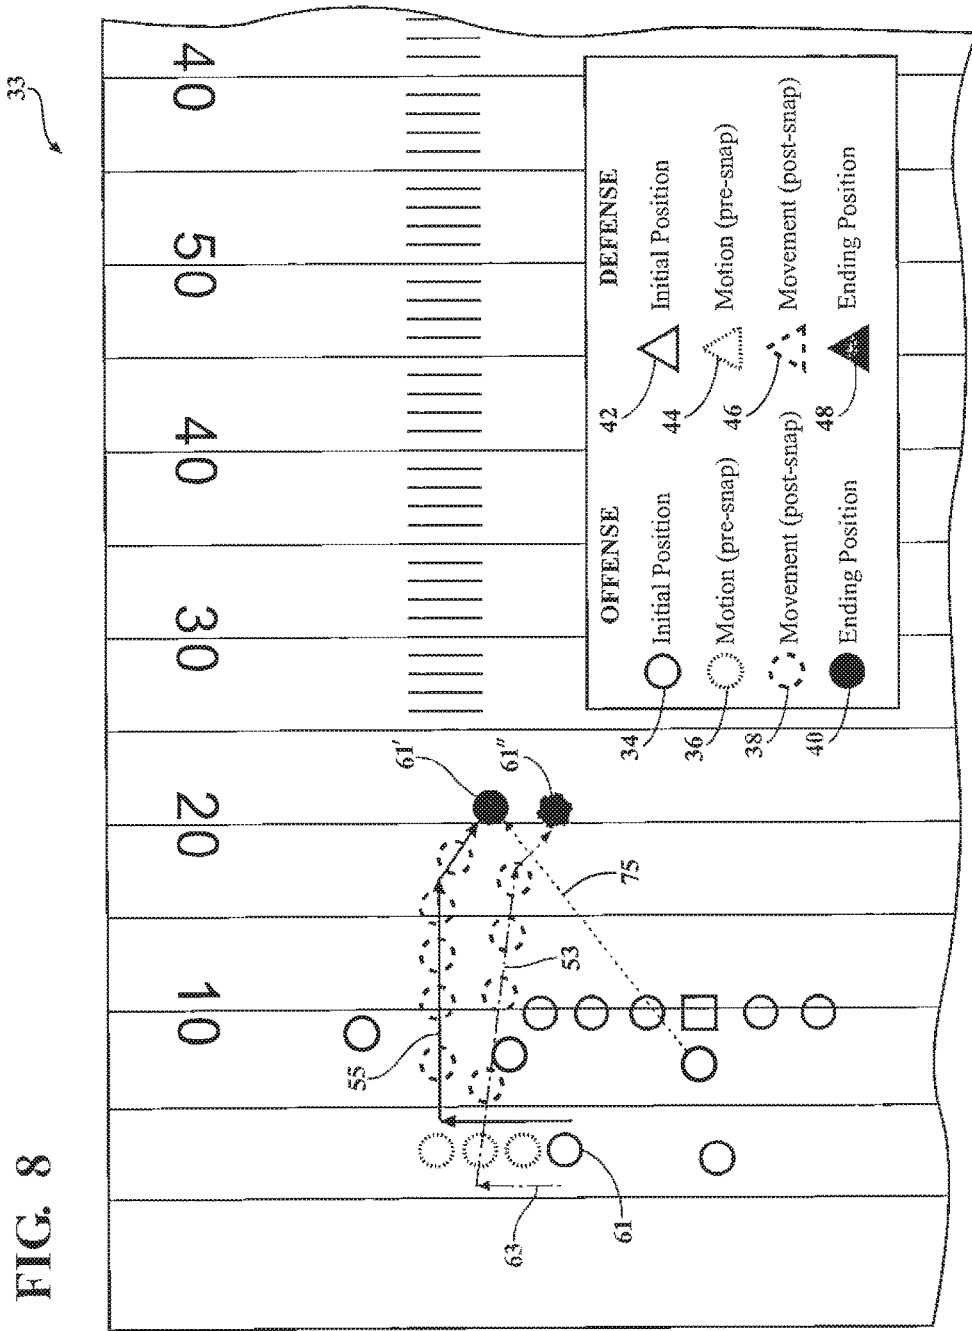 FIG. 8
33
10
20
30
40
50
40
61'
61"
55
53
75
63
61
OFFENSE
34 Initial Position
36 Motion (pre-snap)
38 Movement (post-snap)
40 Ending Position
DEFENSE
42 Initial Position
44 Motion (pre-snap)
46 Movement (post-snap)
48 Ending Position